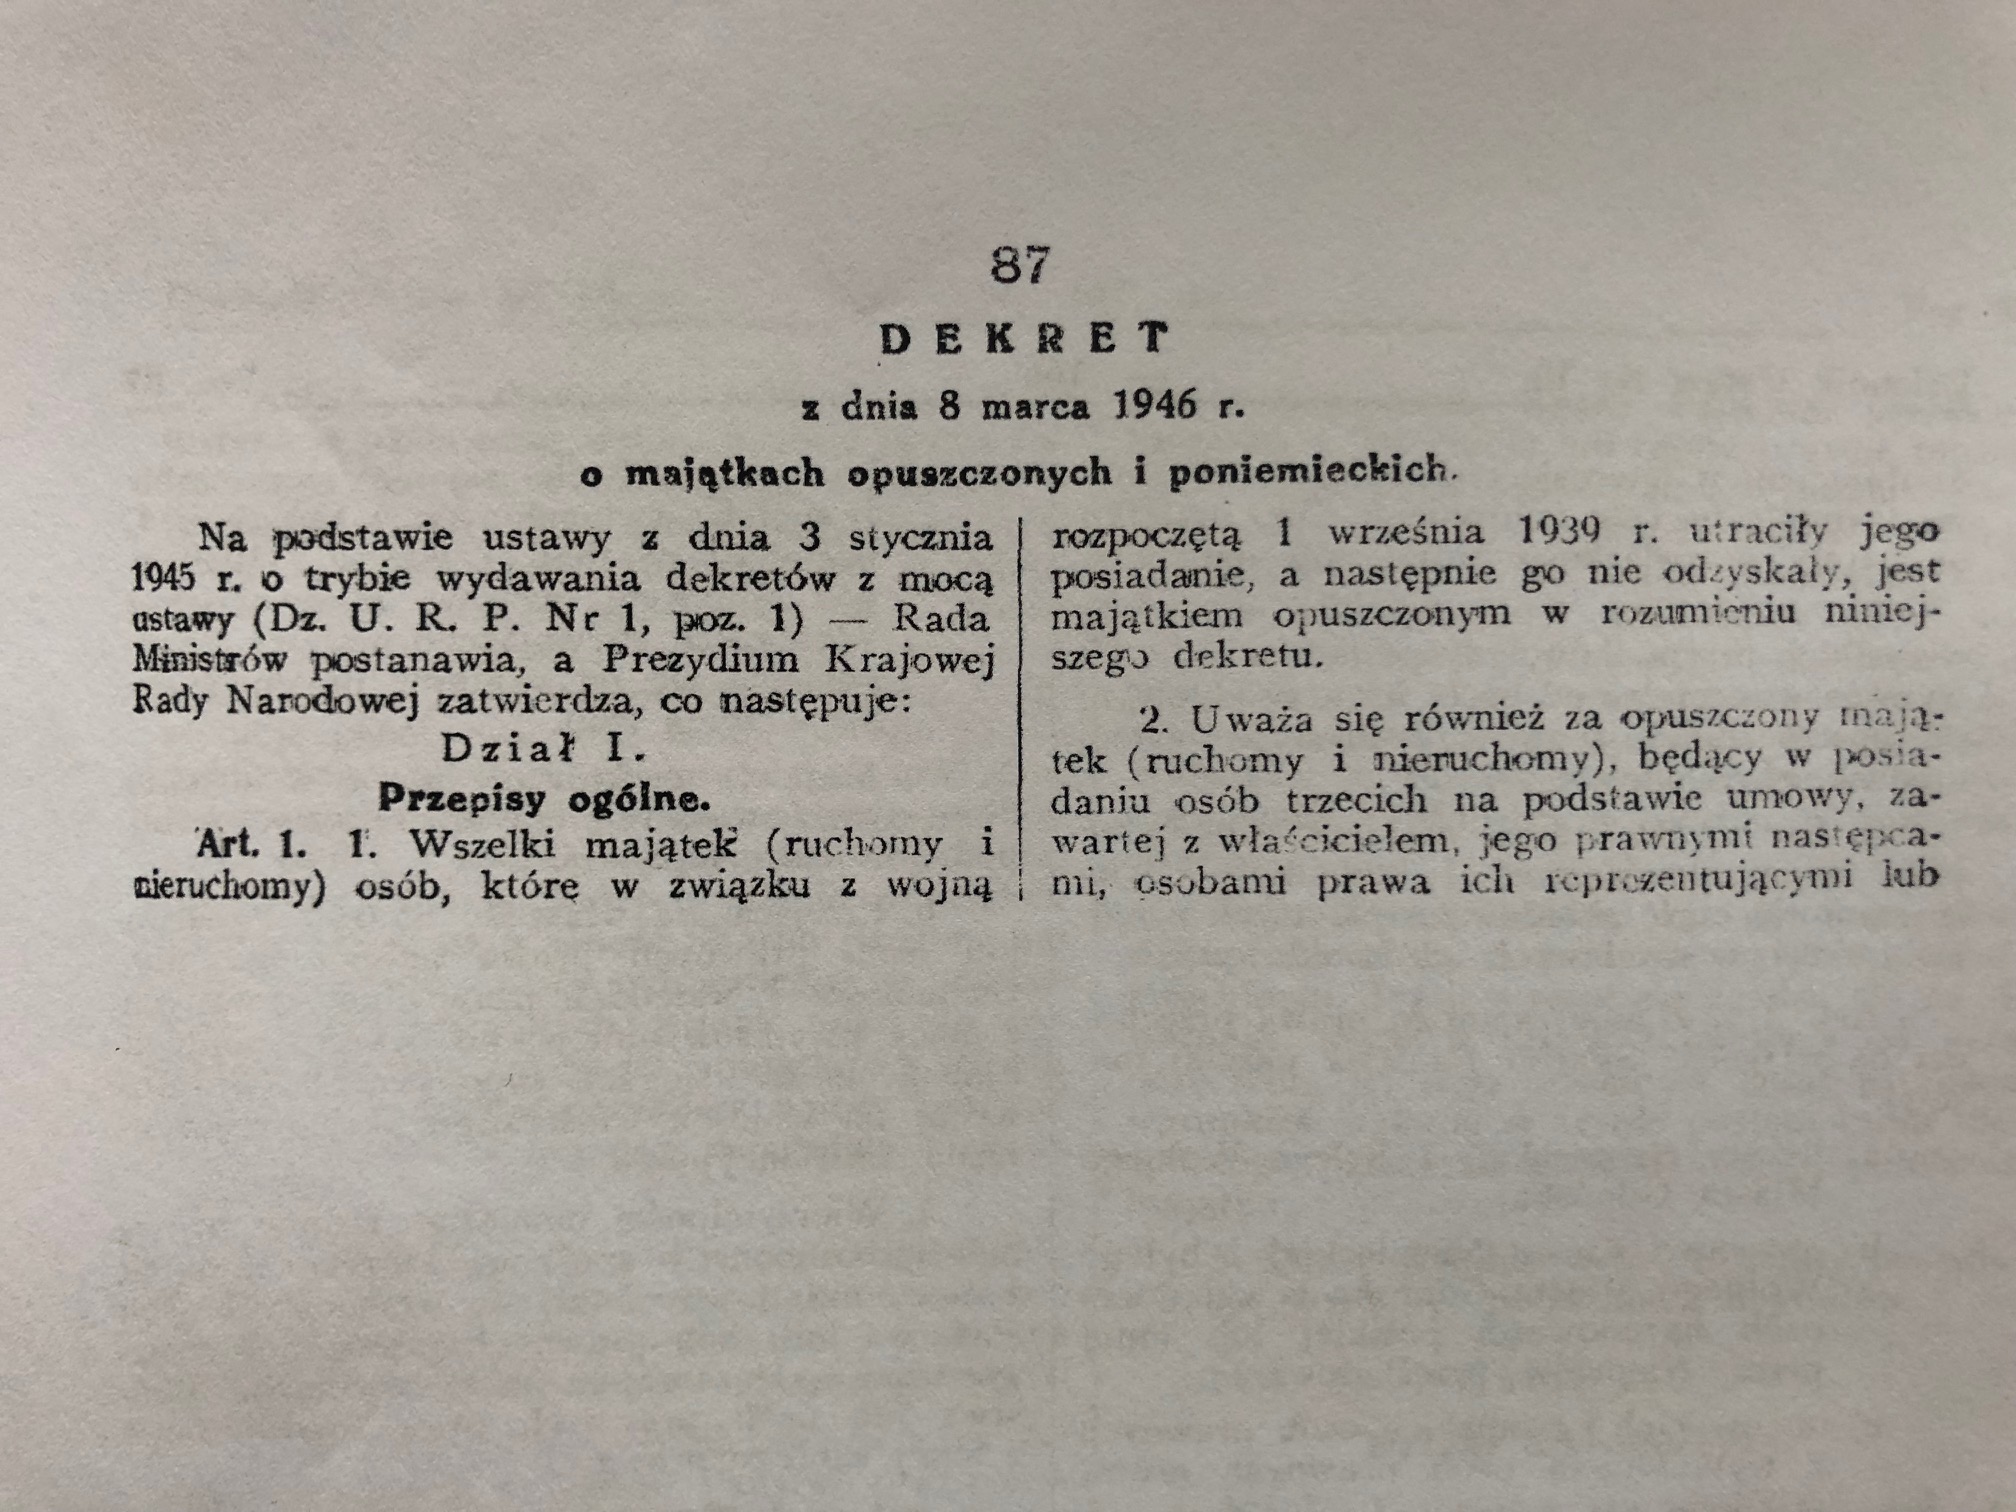 87
DEKRET
z dnia 8 marca 1946 r.
o majątkach opuszczonych i poniemieckich.
Na podstawie ustawy z dnia 3 stycznia
1945 r. o trybie wydawania dekretów z mocą
ustawy (Dz. U. R. P. Nr 1, poz. 1) — Rada
Ministrów postanawia, a Prezydium Krajowej
Rady Narodowej zatwierdza, co następuje:
Dział I.
Przepisy ogólne.
Art. 1. 1. Wszelki majątek (ruchomy i
nieruchomy) osób, które w związku z wojną
rozpoczętą 1 września 1939 r. utraciły jego
posiadanie, a następnie go nie odzyskały, jest
majątkiem opuszczonym w rozumieniu niniej-
szego dekretu.
2. Uważa się również za opuszczony mają-
tek (ruchomy i nieruchomy), będący w posia-
daniu osób trzecich na podstawie umowy, za-
wartej z właścicielem, jego prawnymi następca-
mi, osobami prawa ich reprezentującymi lub